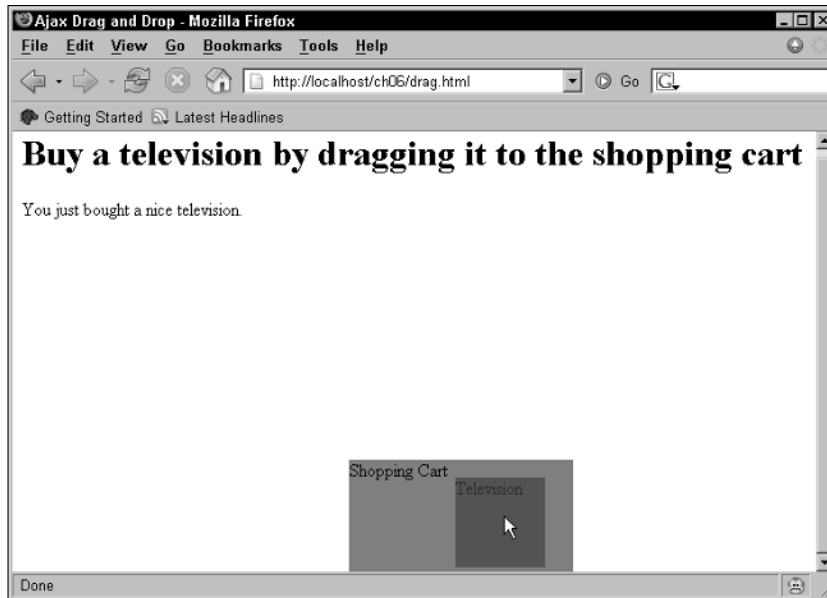 Ajax Drag and Drop - Mozilla Firefox
File Edit View Go Bookmarks Tools Help
http://localhost/ch06/drag.html Go G
Getting Started Latest Headlines
Buy a television by dragging it to the shopping cart
You just bought a nice television.
Shopping Cart
Television
Done